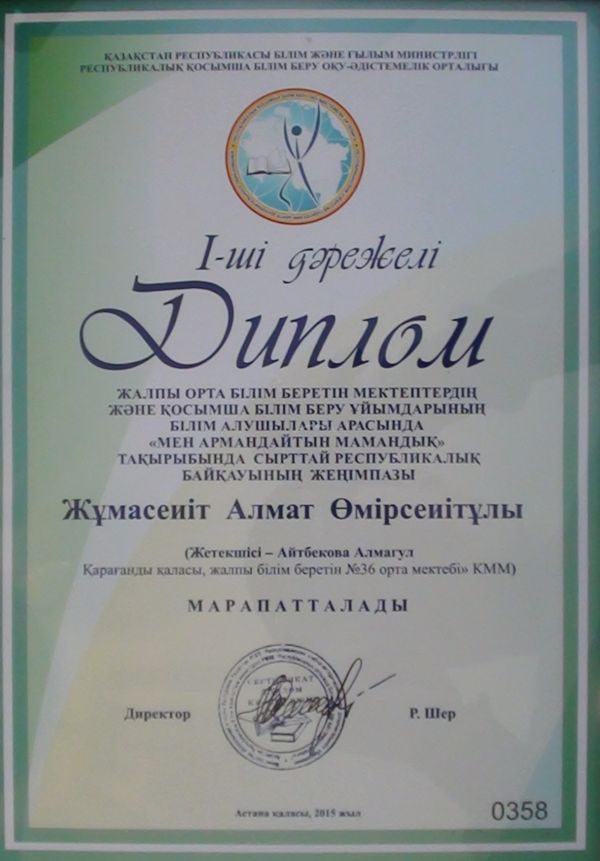 ҚАЗАҚСТАН РЕСПУБЛИКАСЫ БІЛІМ ЖӘНЕ ҒЫЛЫМ МИНИСТРЛІГІ
РЕСПУБЛИКАЛЫҚ ҚОСЫМША БІЛІМ БЕРУ ОҚУ-ӘДІСТЕМЕЛІК ОРТАЛЫҒЫ
І-ші дәрежелі
Диплом
ЖАЛПЫ ОРТА БІЛІМ БЕРЕТІН МЕКТЕПТЕРДІҢ
ЖӘНЕ ҚОСЫМША БІЛІМ БЕРУ ҰЙЫМДАРЫНЫҢ
БІЛІМ АЛУШЫЛАРЫ АРАСЫНДА
«МЕН АРМАНДАЙТЫН МАМАНДЫҚ»
ТАҚЫРЫБЫНДА СЫРТТАЙ РЕСПУБЛИКАЛЫҚ
БАЙҚАУЫНЫҢ ЖЕҢІМПАЗЫ
Жұмасейіт Алмат Өмірсейітұлы
(Жетекшісі – Айтбекова Алмагул
Қарағанды қаласы, жалпы білім беретін №36 орта мектебі» КММ)
МАРАПАТТАЛАДЫ
Директор Р. Шер
Астана қаласы, 2015 жыл
0358